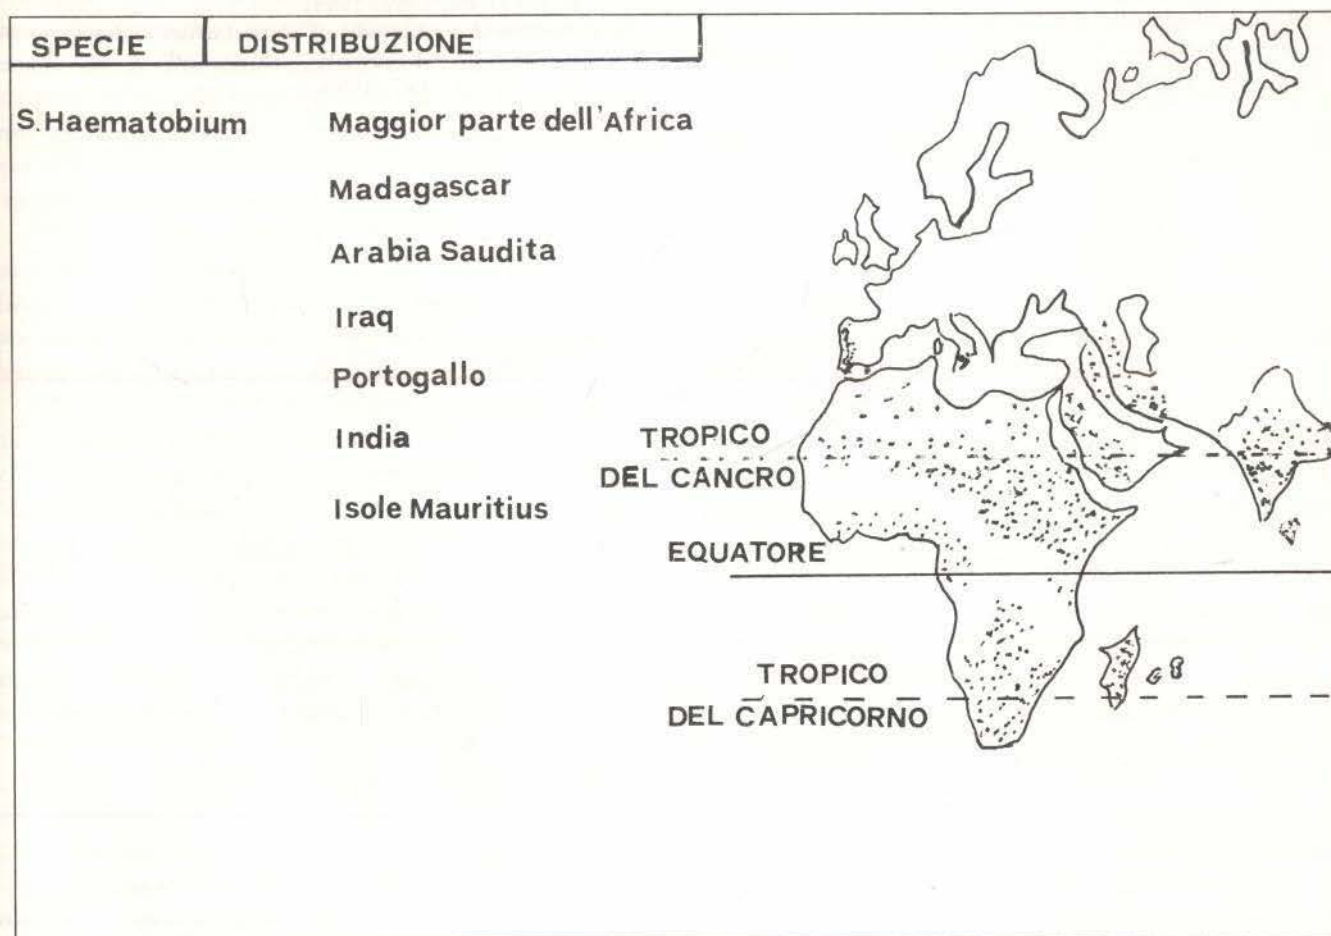 SPECIE DISTRIBUZIONE
S.Haematobium Maggior parte dell'Africa
Madagascar
Arabia Saudita
Iraq
Portogallo
India
Isole Mauritius
TROPICO
DEL CANCRO
EQUATORE
TROPICO
DEL CAPRICORNO